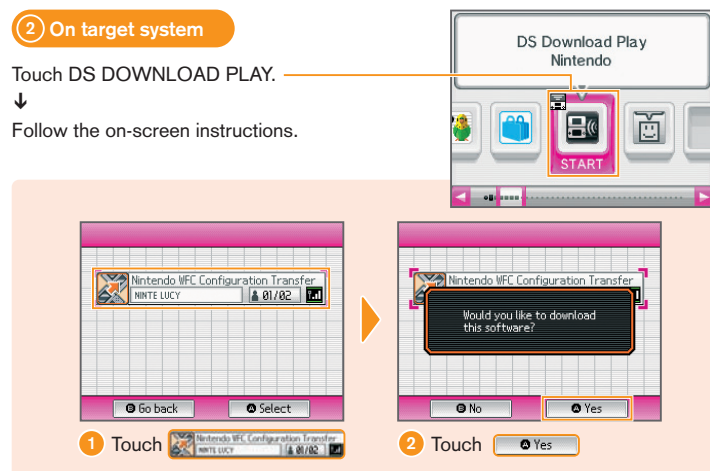 2 On target system
Touch DS DOWNLOAD PLAY.
↓
Follow the on-screen instructions.
DS Download Play
Nintendo
START
Nintendo WFC Configuration Transfer
NINTE LUCY 01/02
B Go back A Select
1 Touch Nintendo WFC Configuration Transfer
NINTE LUCY 01/02
Nintendo WFC Configuration Transfer
Would you like to download
this software?
B No A Yes
2 Touch A Yes